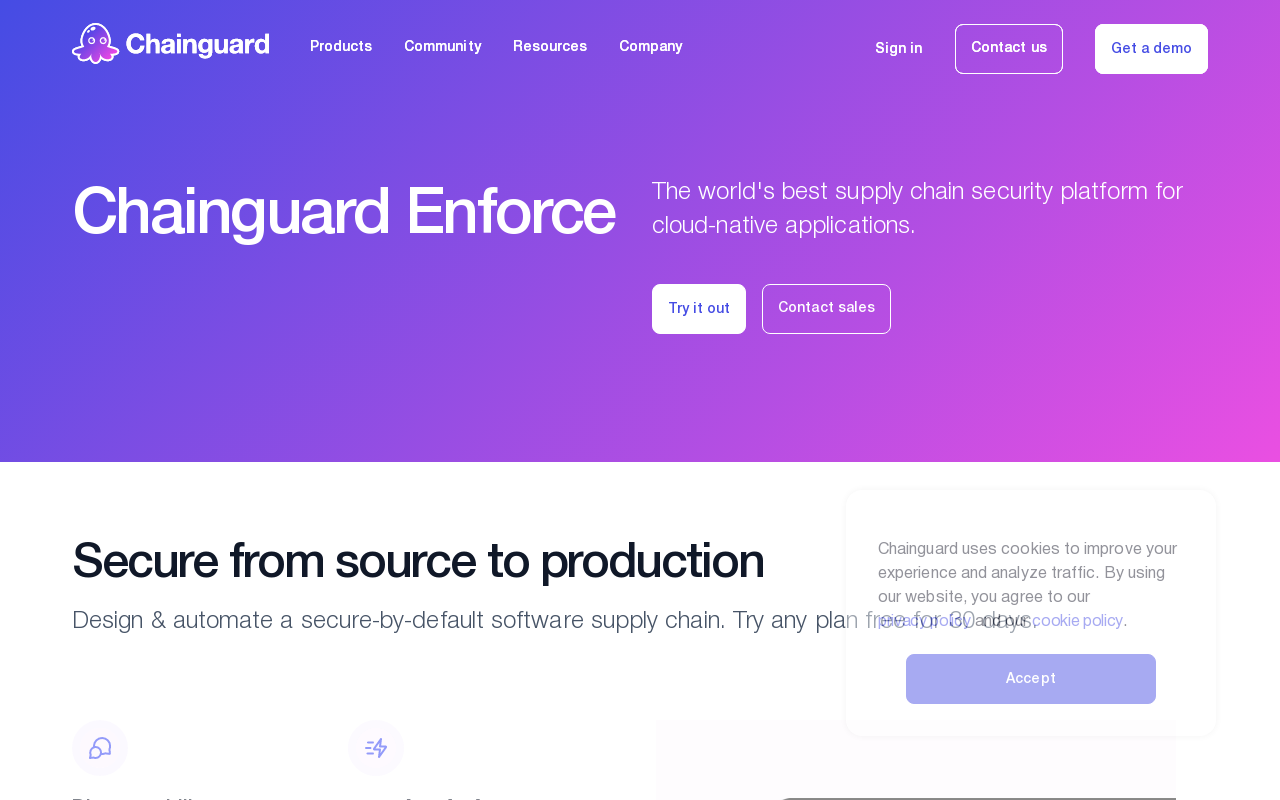 Chainguard
Products
Community
Resources
Company
Sign in
Contact us
Get a demo
Chainguard Enforce
The world's best supply chain security platform for
cloud-native applications.
Try it out
Contact sales
Secure from source to production
Design & automate a secure-by-default software supply chain. Try any plan free for 30 days.
Chainguard uses cookies to improve your
experience and analyze traffic. By using
our website, you agree to our
privacy policy and our cookie policy.
Accept